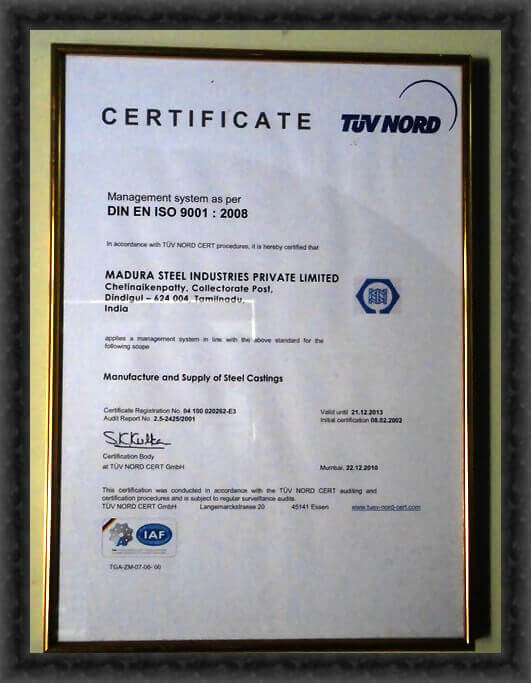 CERTIFICATE
TÜV NORD
Management system as per
DIN EN ISO 9001 : 2008
In accordance with TÜV NORD CERT procedures, it is hereby certified that
MADURA STEEL INDUSTRIES PRIVATE LIMITED
Chetinaikenpatty, Collectorate Post,
Dindigul – 624 004, Tamilnadu,
India
applies a management system in line with the above standard for the
following scope
Manufacture and Supply of Steel Castings
Certificate Registration No. 04 100 020262-E3
Audit Report No. 2.5-2425/2001
Valid until 21.12.2013
Initial certification 08.02.2002
Certification Body
at TÜV NORD CERT GmbH
Mumbai, 22.12.2010
This certification was conducted in accordance with the TÜV NORD CERT auditing and
certification procedures and is subject to regular surveillance audits.
TÜV NORD CERT GmbH Langemarckstrasse 20 45141 Essen www.tuev-nord-cert.com
IAF
TGA-ZM-07-06-00